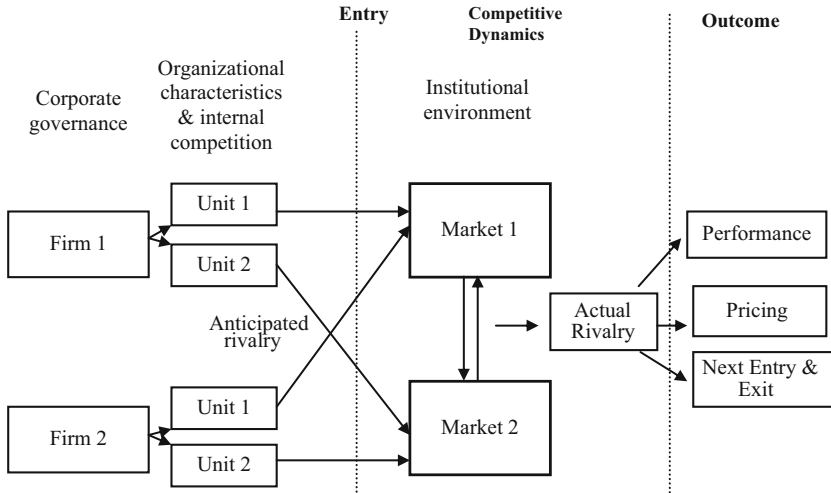 Entry
Competitive
Dynamics
Outcome
Corporate
governance
Organizational
characteristics
& internal
competition
Institutional
environment
Firm 1
Unit 1
Unit 2
Market 1
Anticipated
rivalry
Actual
Rivalry
Performance
Pricing
Next Entry &
Exit
Firm 2
Unit 1
Unit 2
Market 2